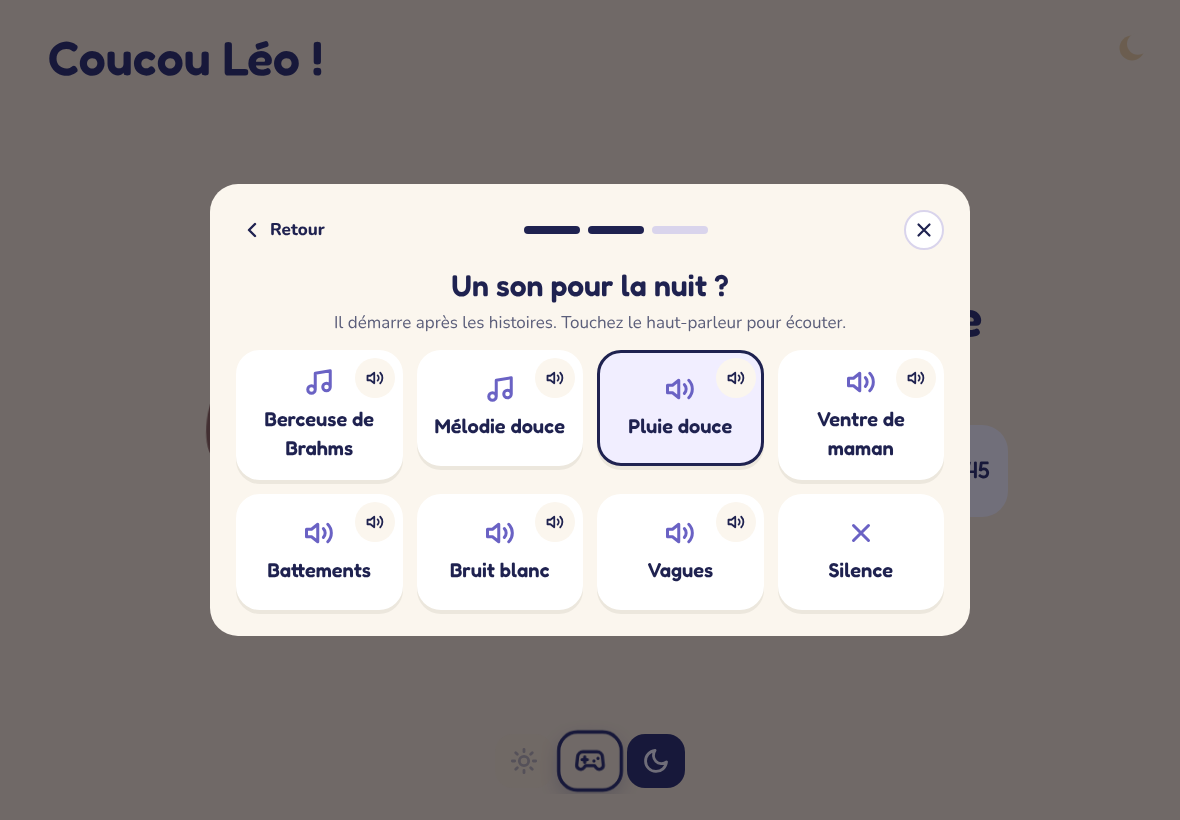 Coucou Léo !
Retour
Un son pour la nuit ?
Il démarre après les histoires. Touchez le haut-parleur pour écouter.
Berceuse de
Brahms
Mélodie douce
Pluie douce
Ventre de
maman
Battements
Bruit blanc
Vagues
Silence